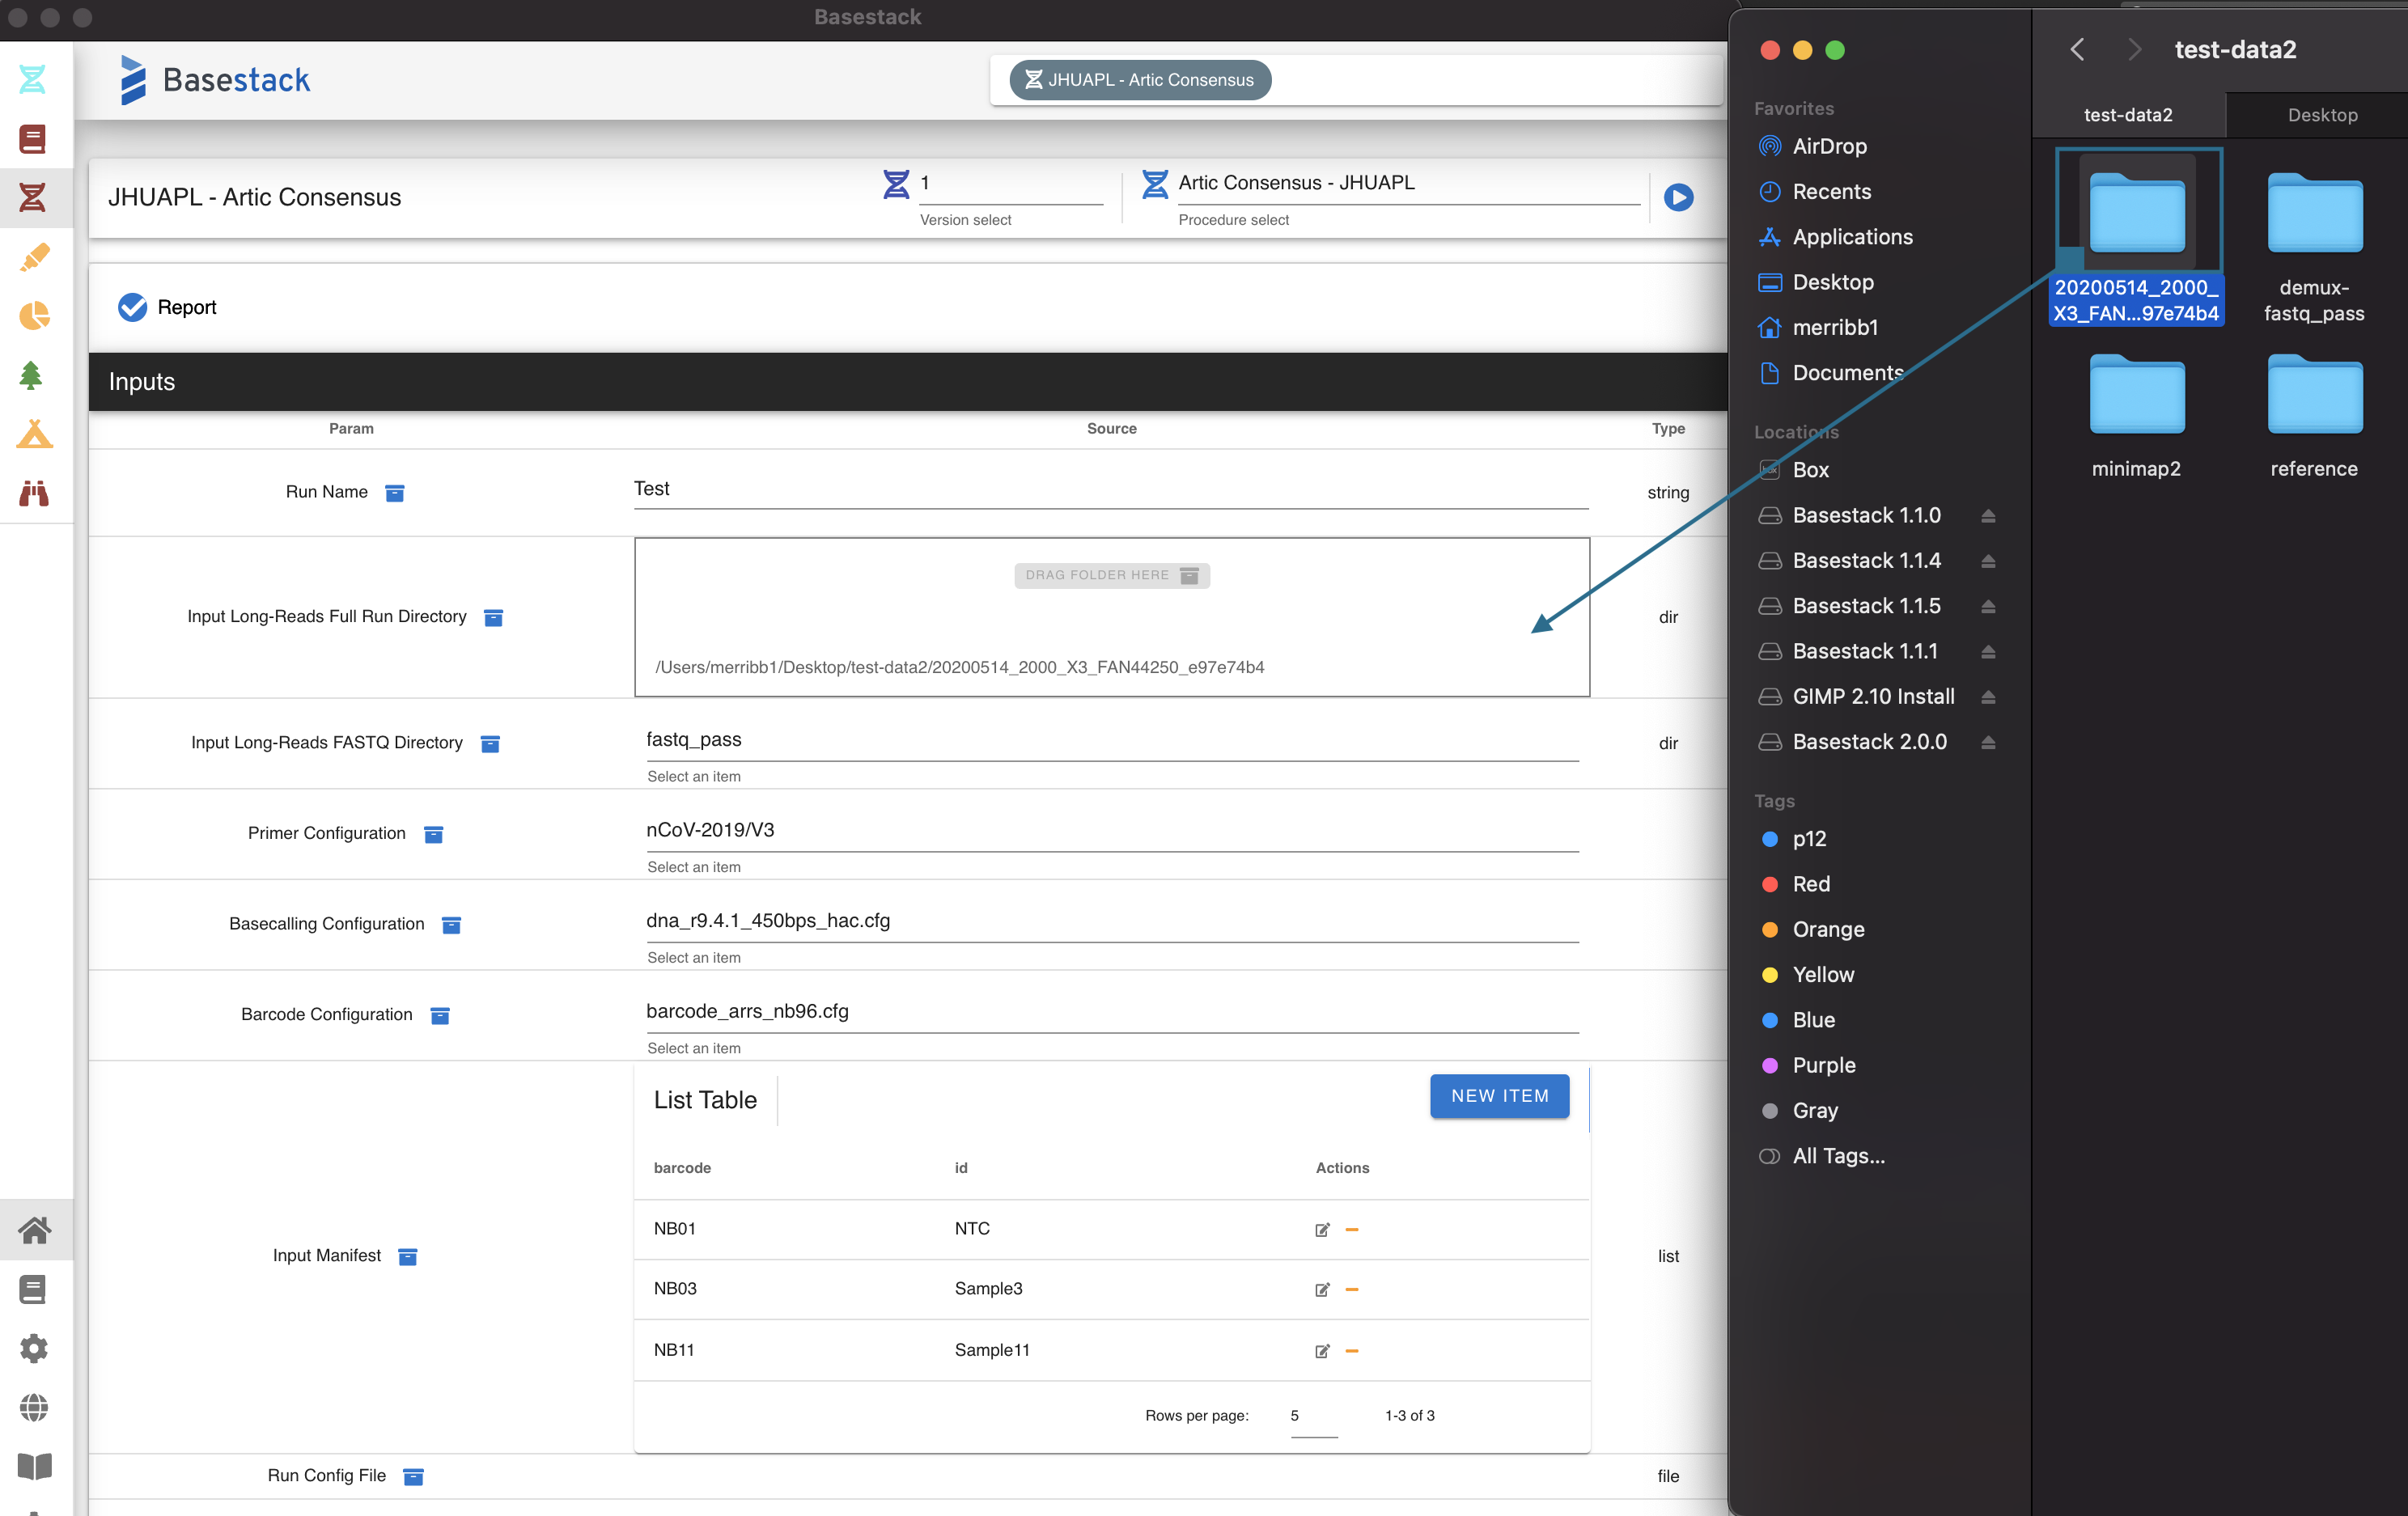 Basestack
Basestack
JHUAPL - Artic Consensus
JHUAPL - Artic Consensus
1
Version select
Artic Consensus - JHUAPL
Procedure select
Report
Inputs
Param
Source
Type
Run Name
Test
string
Input Long-Reads Full Run Directory
DRAG FOLDER HERE
/Users/merribb1/Desktop/test-data2/20200514_2000_X3_FAN44250_e97e74b4
dir
Input Long-Reads FASTQ Directory
fastq_pass
Select an item
dir
Primer Configuration
nCoV-2019/V3
Select an item
Basecalling Configuration
dna_r9.4.1_450bps_hac.cfg
Select an item
Barcode Configuration
barcode_arrs_nb96.cfg
Select an item
Input Manifest
List Table
NEW ITEM
barcode
id
Actions
NB01
NTC
NB03
Sample3
NB11
Sample11
Rows per page:
5
1-3 of 3
list
Run Config File
file
Favorites
AirDrop
Recents
Applications
Desktop
merribb1
Documents
Locations
Box
Basestack 1.1.0
Basestack 1.1.4
Basestack 1.1.5
Basestack 1.1.1
GIMP 2.10 Install
Basestack 2.0.0
Tags
p12
Red
Orange
Yellow
Blue
Purple
Gray
All Tags...
test-data2
test-data2
Desktop
20200514_2000_
X3_FAN...97e74b4
demux-
fastq_pass
minimap2
reference